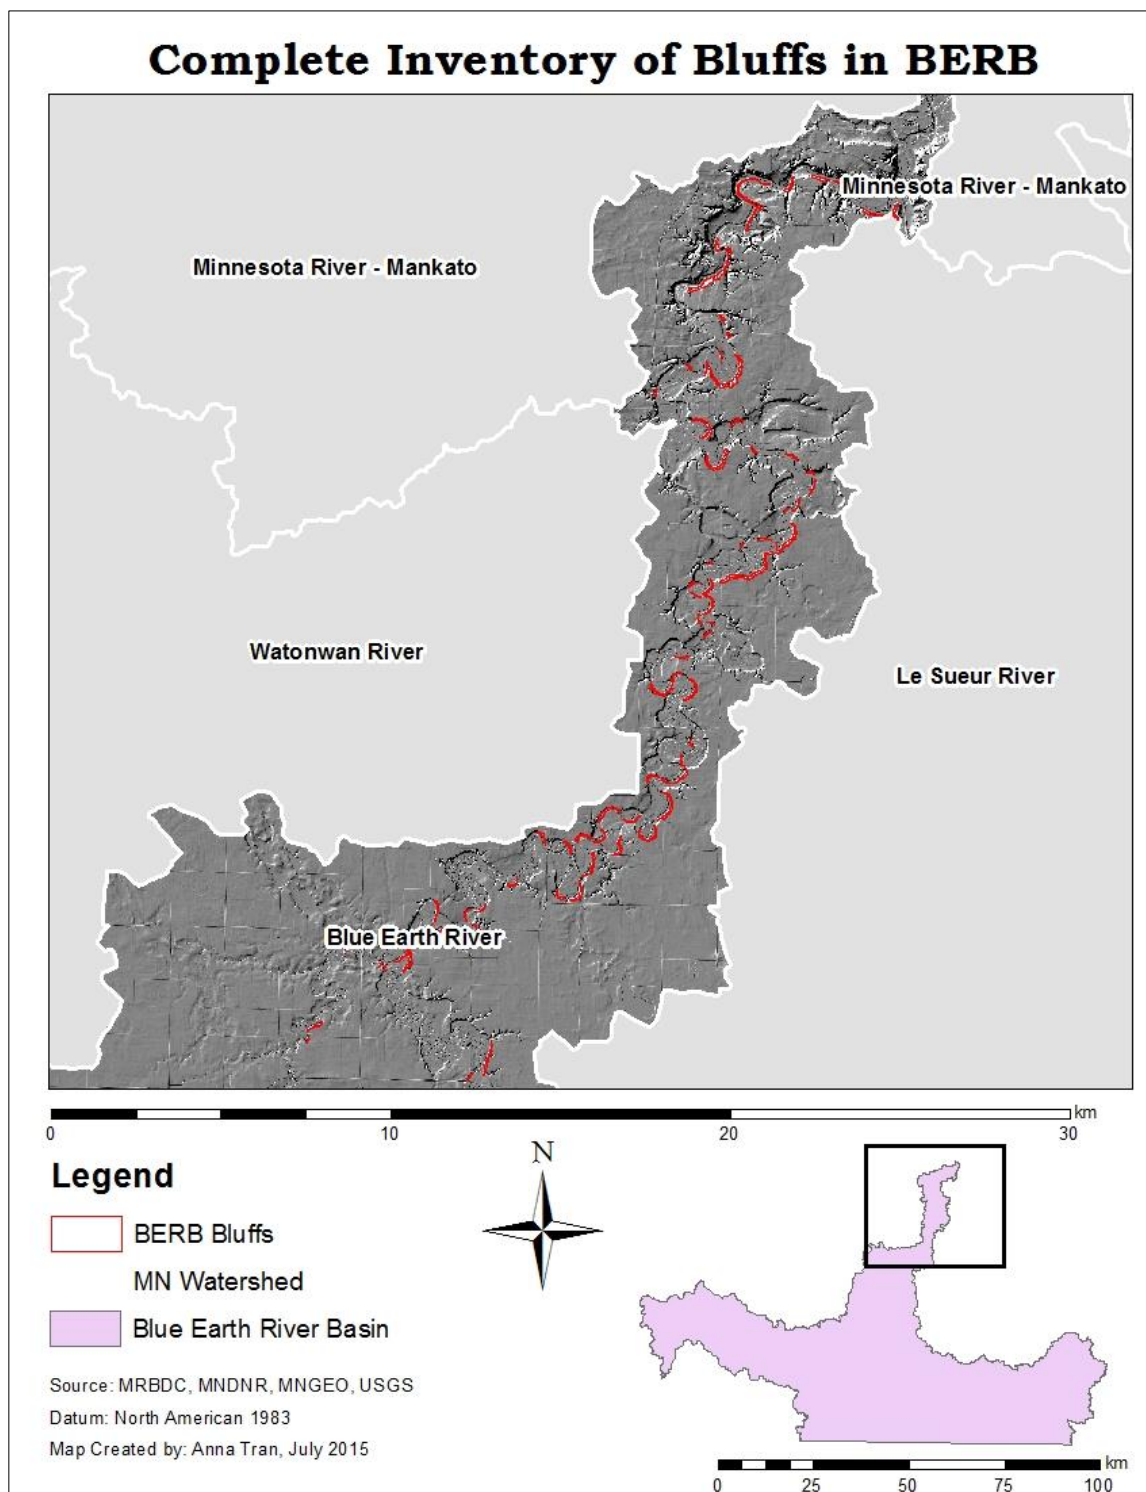 Complete Inventory of Bluffs in BERB
Minnesota River - Mankato
Minnesota River - Mankato
Watonwan River
Le Sueur River
Blue Earth River
km
0 10 20 30
Legend
N
BERB Bluffs
MN Watershed
Blue Earth River Basin
Source: MRBDC, MNDNR, MNGEO, USGS
Datum: North American 1983
Map Created by: Anna Tran, July 2015
km
0 25 50 75 100